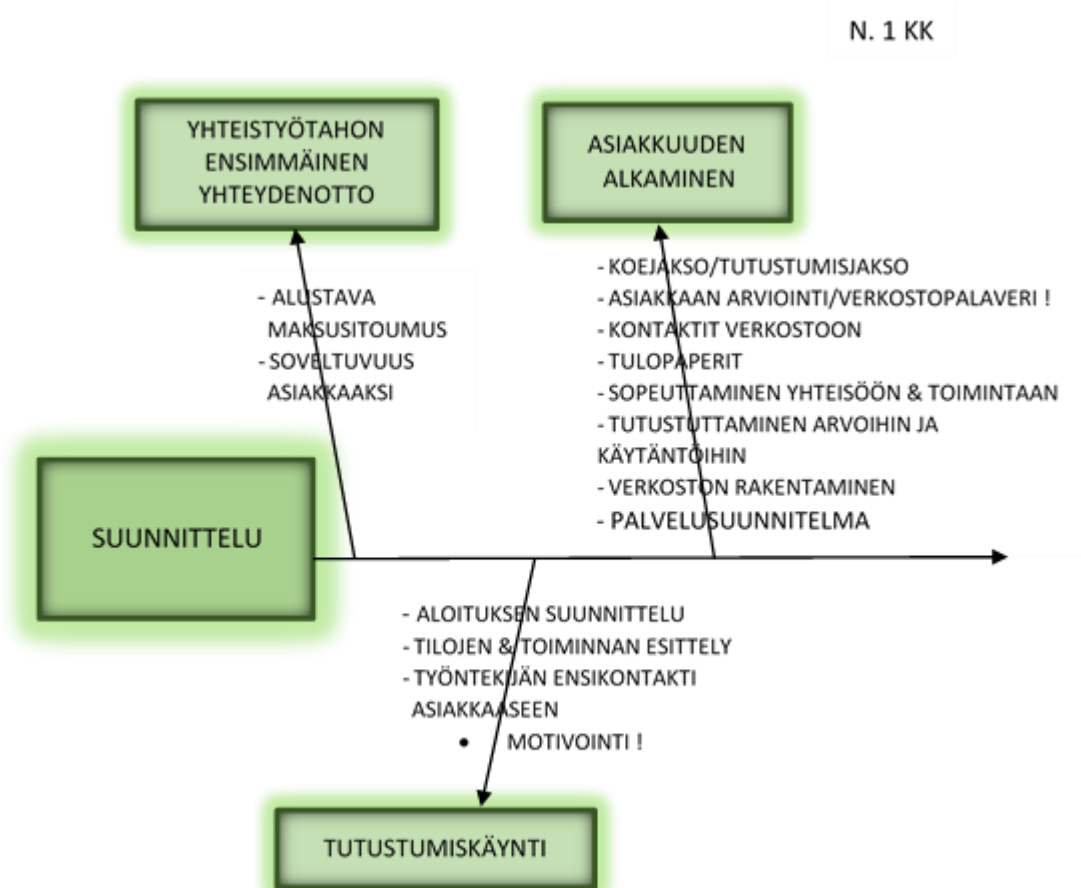 N. 1 KK
YHTEISTYÖTAHON
ENSIMMÄINEN
YHTEYDENOTTO
ASIAKKUUDEN
ALKAMINEN
- ALUSTAVA
MAKSUSITOUMUS
- SOVELTUVUUS
ASIAKKAAKSI
- KOEJAKSO/TUTUSTUMISJAKSO
- ASIAKKAAN ARVIOINTI/VERKOSTOPALAVERI !
- KONTAKTIT VERKOSTOON
- TULOPAPERIT
- SOPEUTTAMINEN YHTEISÖÖN & TOIMINTAAN
- TUTUSTUTTAMINEN ARVOIHIN JA
KÄYTÄNTÖIHIN
- VERKOSTON RAKENTAMINEN
- PALVELUSUUNNITELMA
SUUNNITTELU
- ALOITUKSEN SUUNNITTELU
- TILOJEN & TOIMINNAN ESITTELY
- TYÖNTEKIJÄN ENSIKONTAKTI
ASIAKKAASEEN
• MOTIVOINTI !
TUTUSTUMISKÄYNTI